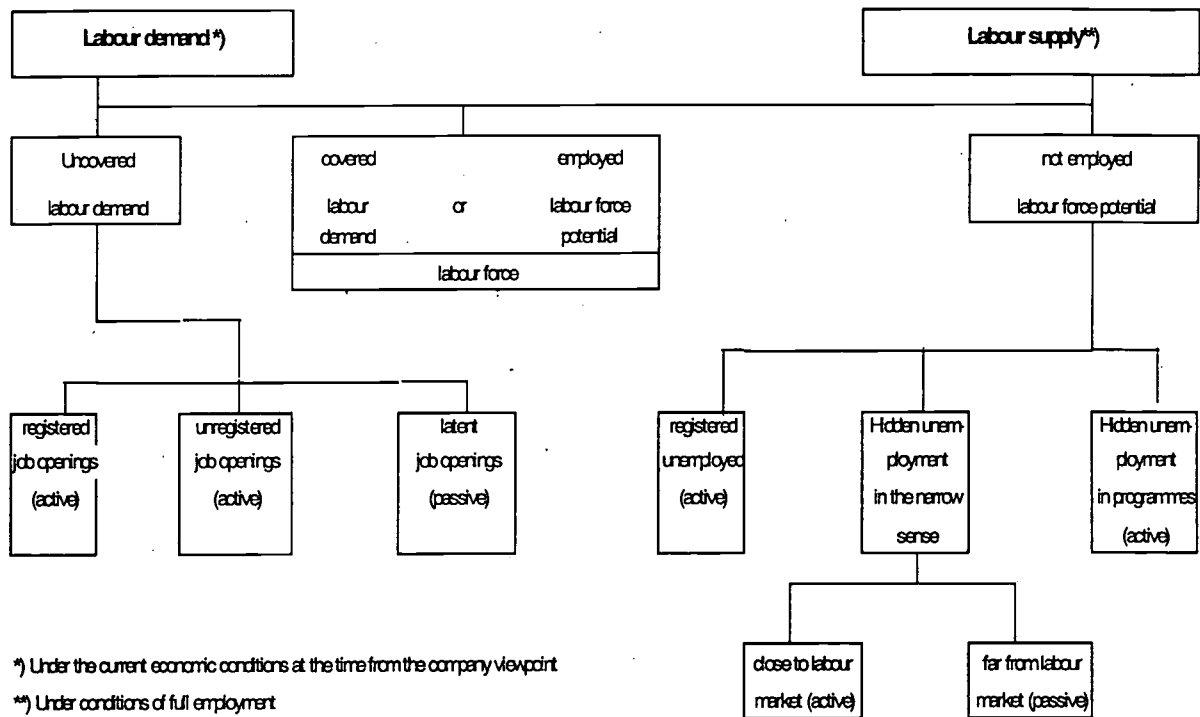 Labour demand *)
Labour supply**)
Uncovered
labour demand
covered employed
labour or labour force
demand potential
labour force
not employed
labour force potential
registered
job openings
(active)
unregistered
job openings
(active)
latent
job openings
(passive)
registered
unemployed
(active)
Hidden unem-
ployment
in the narrow
sense
Hidden unem-
ployment
in programmes
(active)
close to labour
market (active)
far from labour
market (passive)
*) Under the current economic conditions at the time from the company viewpoint
**) Under conditions of full employment